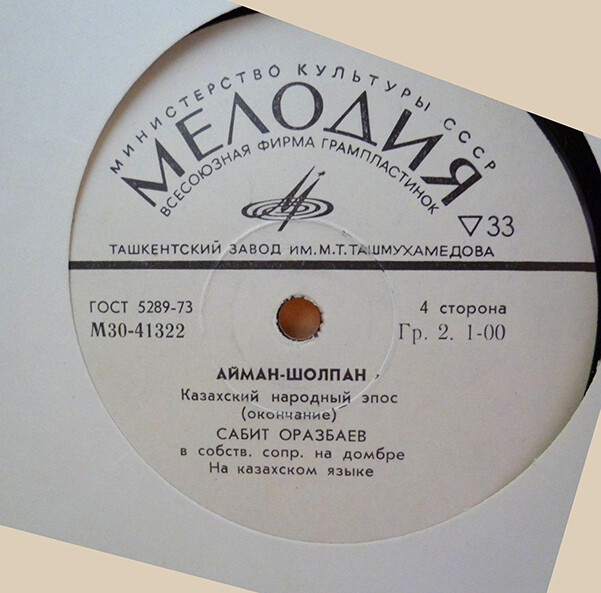 МИНИСТЕРСТВО КУЛЬТУРЫ СССР
МЕЛОДИЯ
ВСЕСОЮЗНАЯ ФИРМА ГРАМПЛАСТИНОК
▽33
ТАШКЕНТСКИЙ ЗАВОД ИМ. М.Т. ТАШМУХАМЕДОВА
ГОСТ 5289-73
4 сторона
М30-41322
Гр. 2. 1-00
АЙМАН-ШОЛПАН
Казахский народный эпос
(окончание)
САБИТ ОРАЗБАЕВ
в собств. сопр. на домбре
На казахском языке